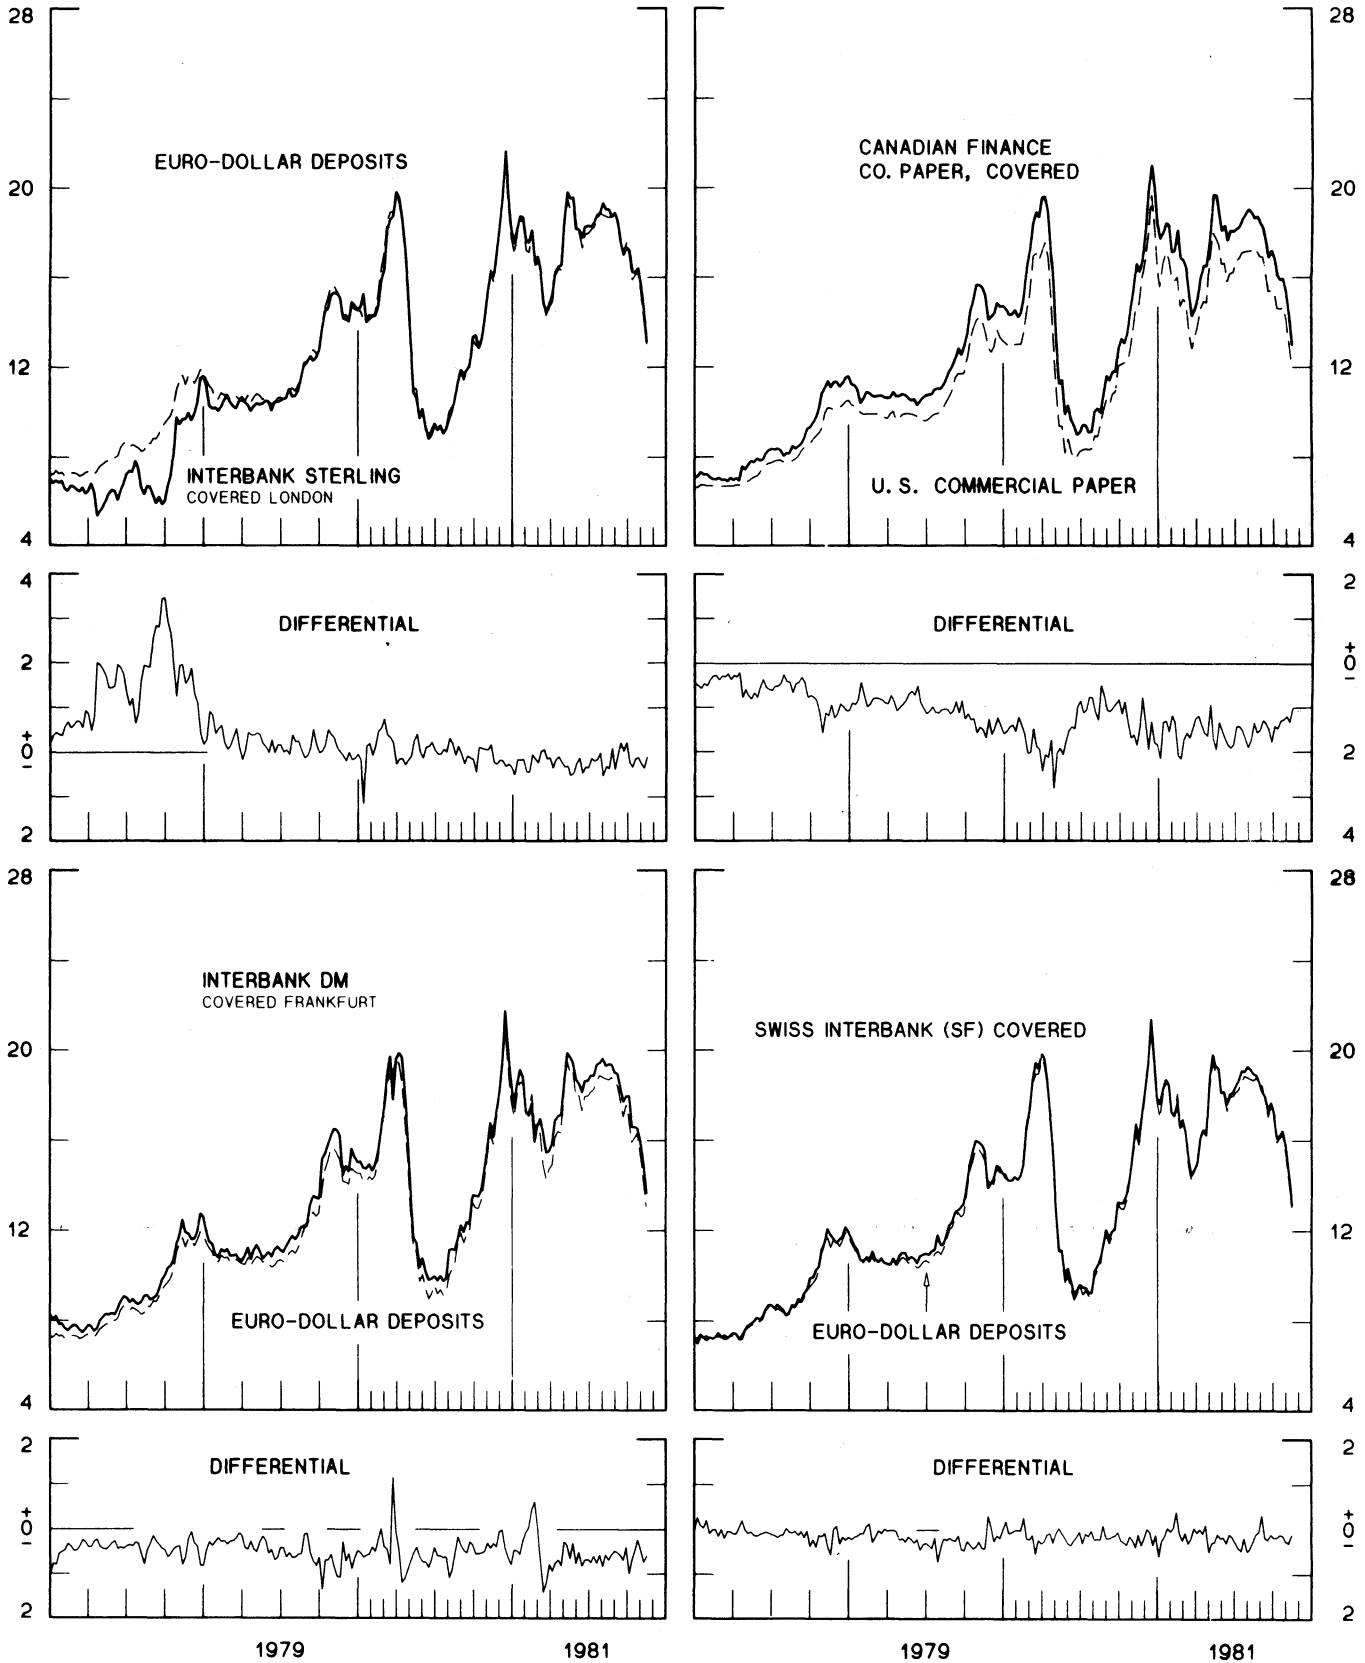 28
20
12
4
EURO-DOLLAR DEPOSITS
INTERBANK STERLING
COVERED LONDON
28
20
12
4
CANADIAN FINANCE
CO. PAPER, COVERED
U. S. COMMERCIAL PAPER
4
2
+
0
–
2
DIFFERENTIAL
2
+
0
–
2
4
DIFFERENTIAL
28
20
12
4
INTERBANK DM
COVERED FRANKFURT
EURO-DOLLAR DEPOSITS
28
20
12
4
SWISS INTERBANK (SF) COVERED
EURO-DOLLAR DEPOSITS
2
+
0
–
2
DIFFERENTIAL
2
+
0
–
2
DIFFERENTIAL
1979 1981
1979 1981